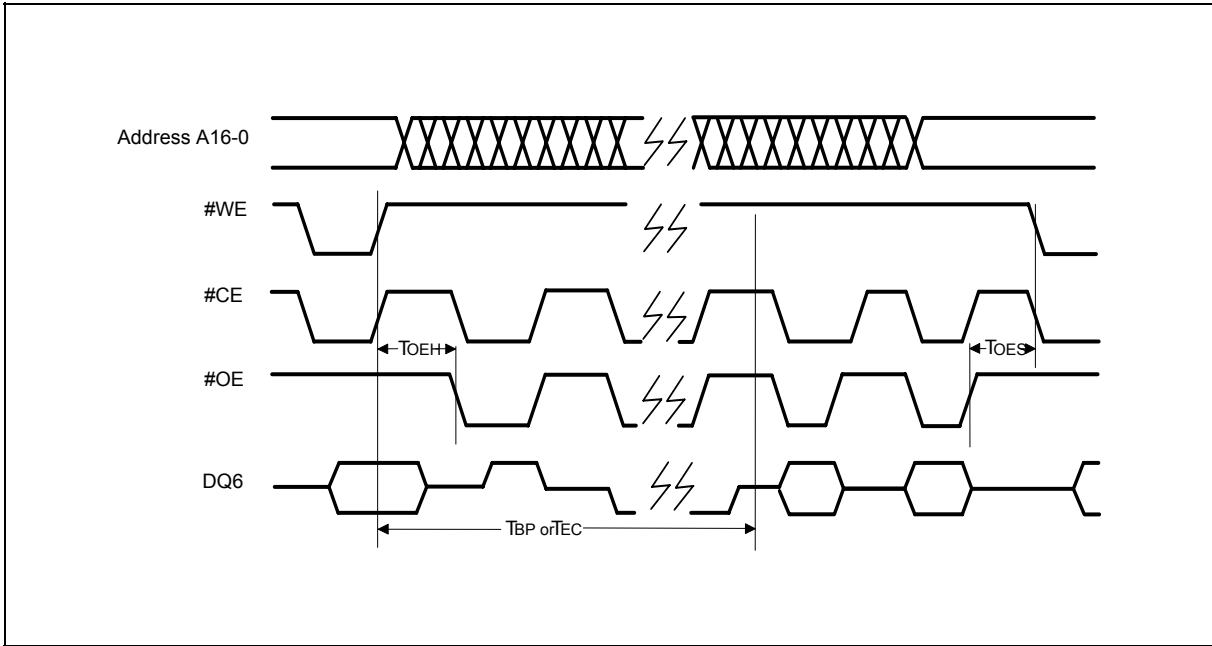 Address A16-0
#WE
#CE
TOEH
TOES
#OE
DQ6
TBP orTEC